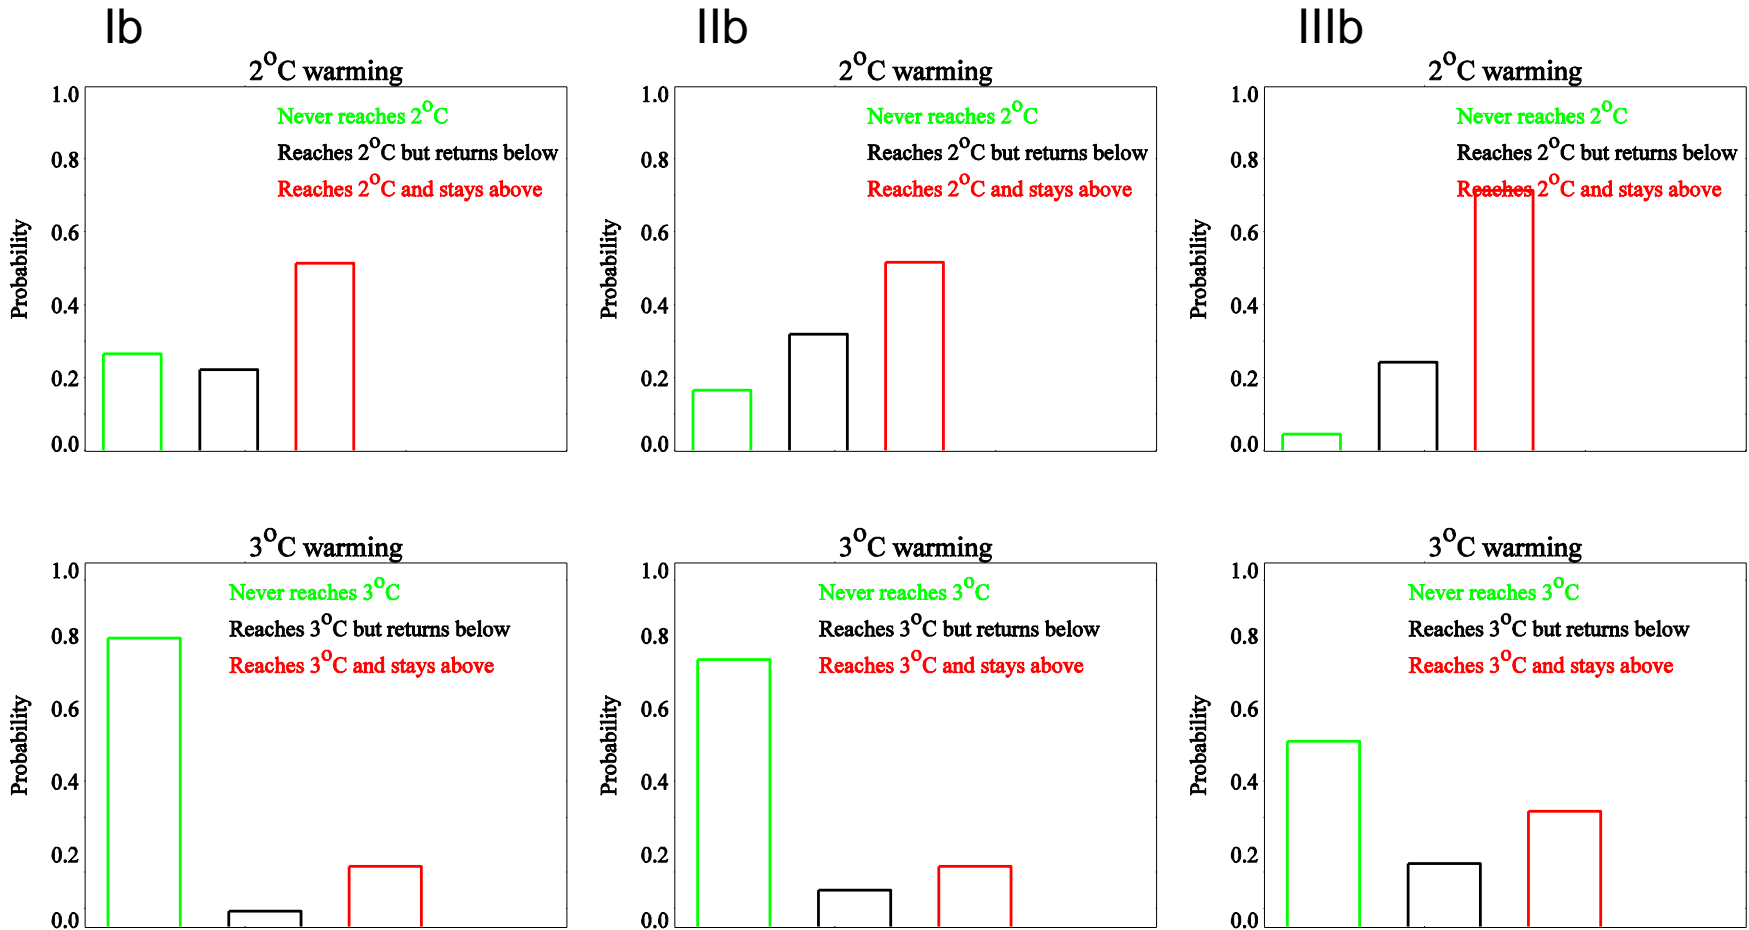 Ib
IIb
IIIb
2°C warming
1.0
0.8
0.6
0.4
0.2
0.0
Probability
Never reaches 2°C
Reaches 2°C but returns below
Reaches 2°C and stays above
2°C warming
1.0
0.8
0.6
0.4
0.2
0.0
Probability
Never reaches 2°C
Reaches 2°C but returns below
Reaches 2°C and stays above
2°C warming
1.0
0.8
0.6
0.4
0.2
0.0
Probability
Never reaches 2°C
Reaches 2°C but returns below
Reaches 2°C and stays above
3°C warming
1.0
0.8
0.6
0.4
0.2
0.0
Probability
Never reaches 3°C
Reaches 3°C but returns below
Reaches 3°C and stays above
3°C warming
1.0
0.8
0.6
0.4
0.2
0.0
Probability
Never reaches 3°C
Reaches 3°C but returns below
Reaches 3°C and stays above
3°C warming
1.0
0.8
0.6
0.4
0.2
0.0
Probability
Never reaches 3°C
Reaches 3°C but returns below
Reaches 3°C and stays above